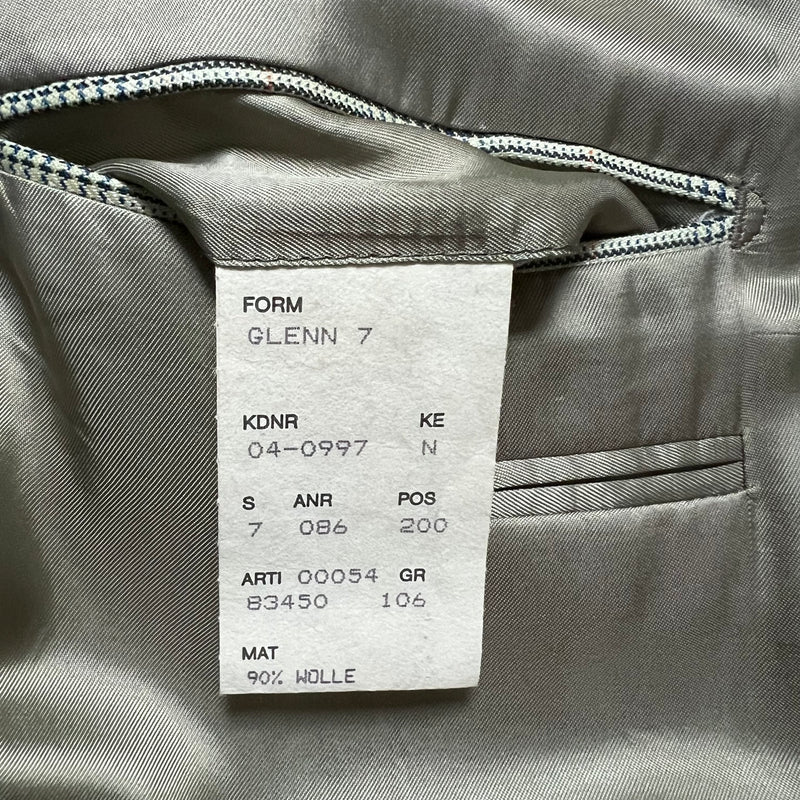 FORM
GLENN 7
KDNR KE
04-0997 N
S ANR POS
7 086 200
ARTI 00054 GR
83450 106
MAT
90% WOLLE